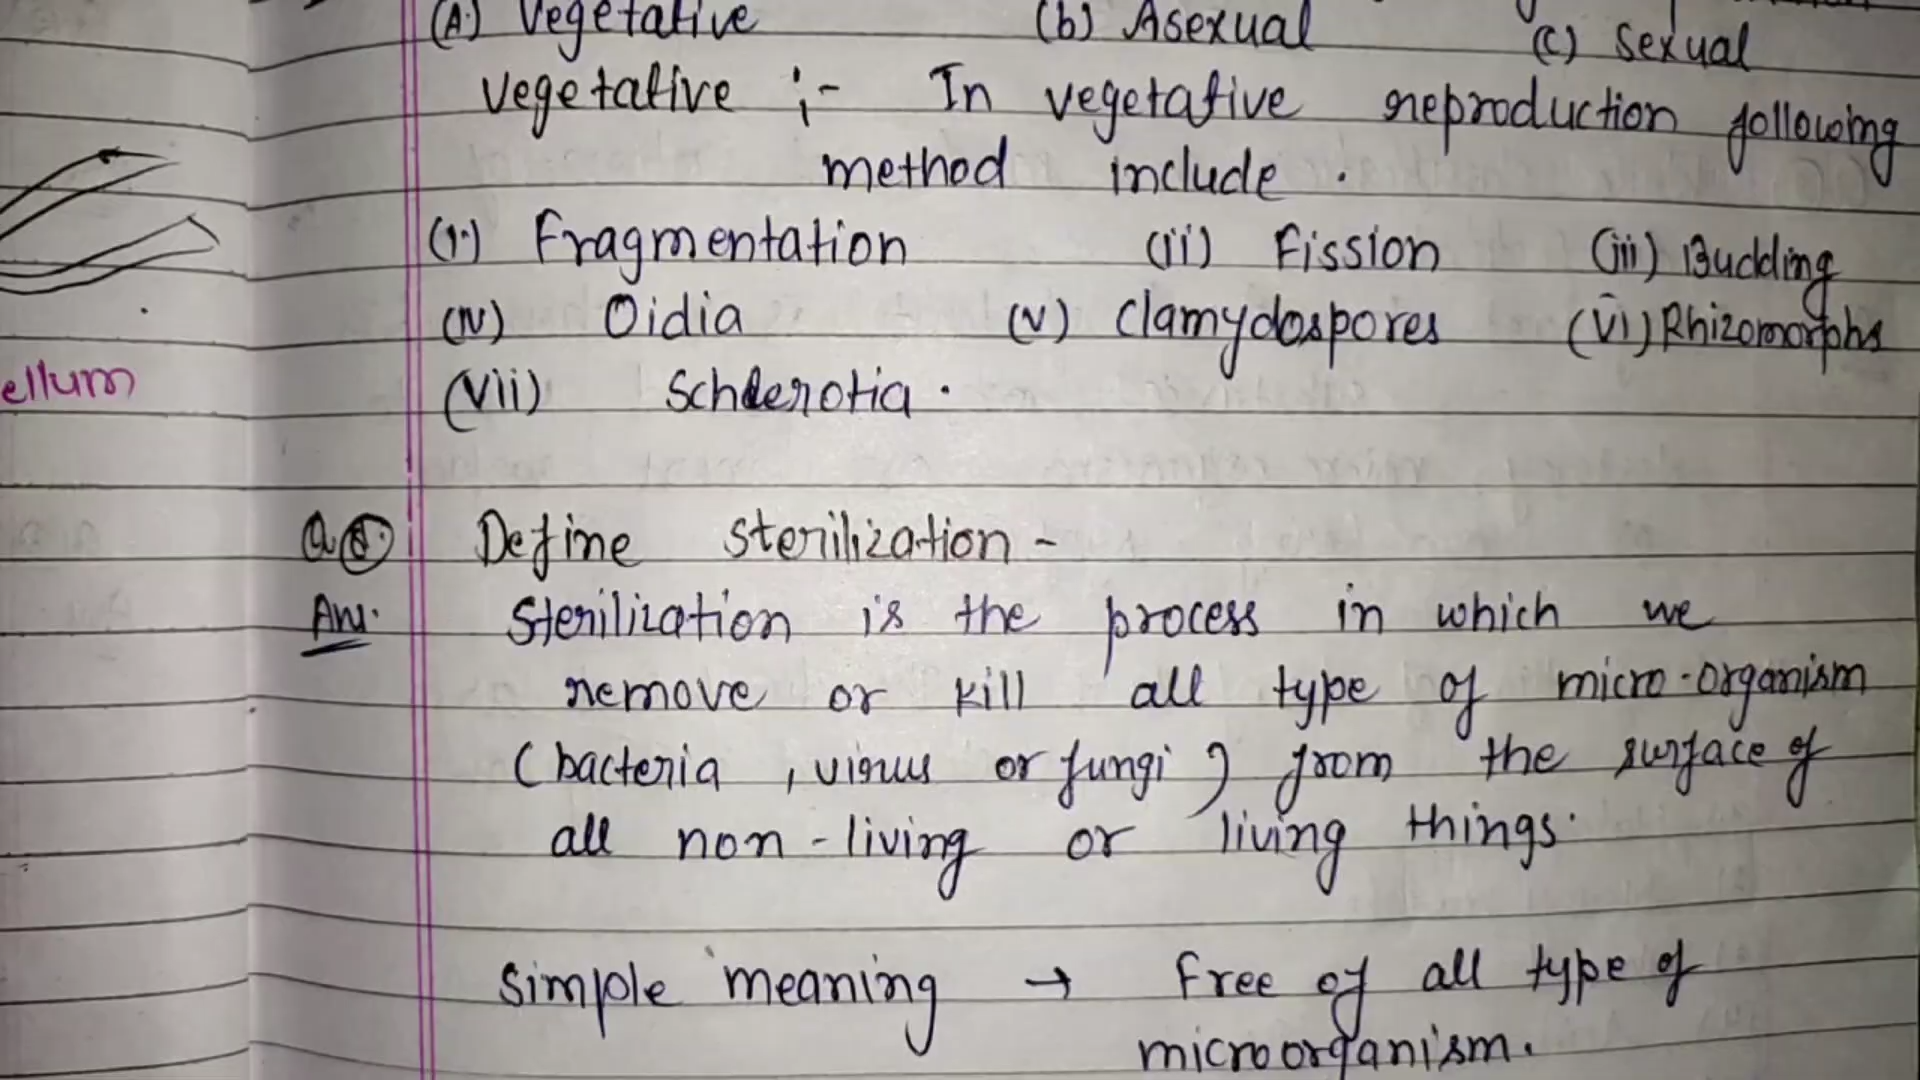 (A.) Vegetative (b) Asexual (c) Sexual
vegetative :- In vegetative reproduction following
method include .
(i.) Fragmentation (ii) Fission (iii) Budding
(iv) Oidia (v) Clamydospores (vi) Rhizomorphs
(vii) Schlerotia .
ellum
Define sterilization -
Ans. Sterilization is the process in which we
remove or kill all type of micro-organism
(bacteria , virus or fungi) from the surface of
all non-living or living things.
Simple meaning → Free of all type of
microorganism.